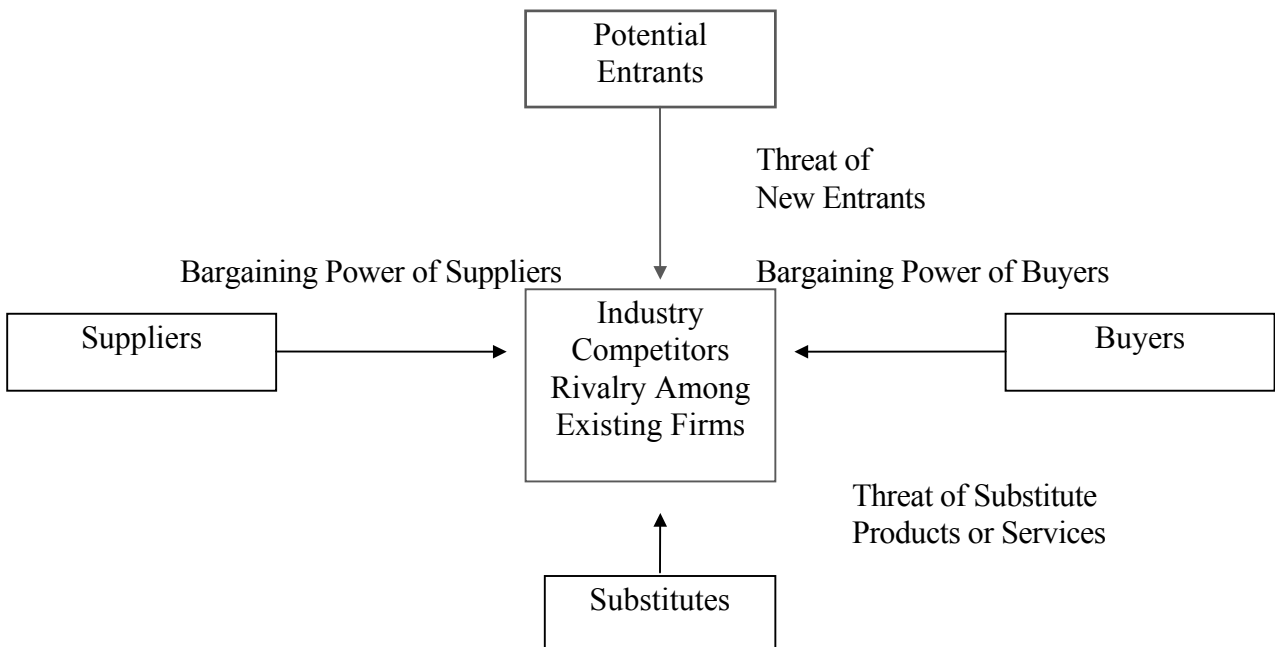 Potential
Entrants
Threat of
New Entrants
Bargaining Power of Suppliers
Bargaining Power of Buyers
Suppliers
Industry
Competitors
Rivalry Among
Existing Firms
Buyers
Threat of Substitute
Products or Services
Substitutes